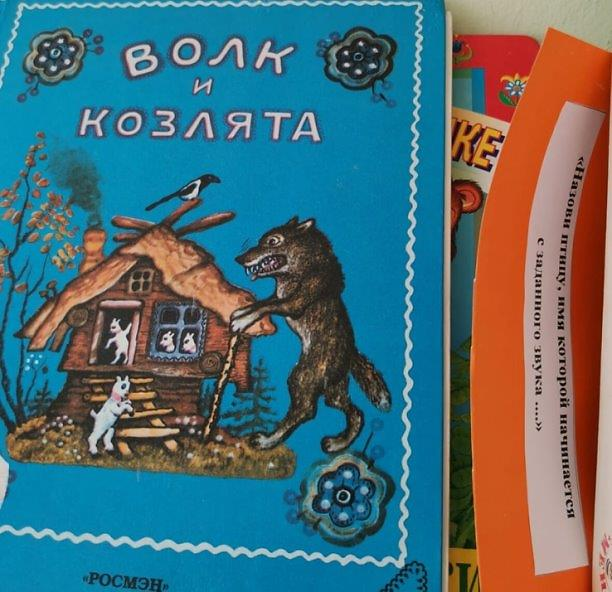 ВОЛК
и
КОЗЛЯТА
«РОСМЭН»
«Назови птицу, имя которой начинается
с заданного звука ....»